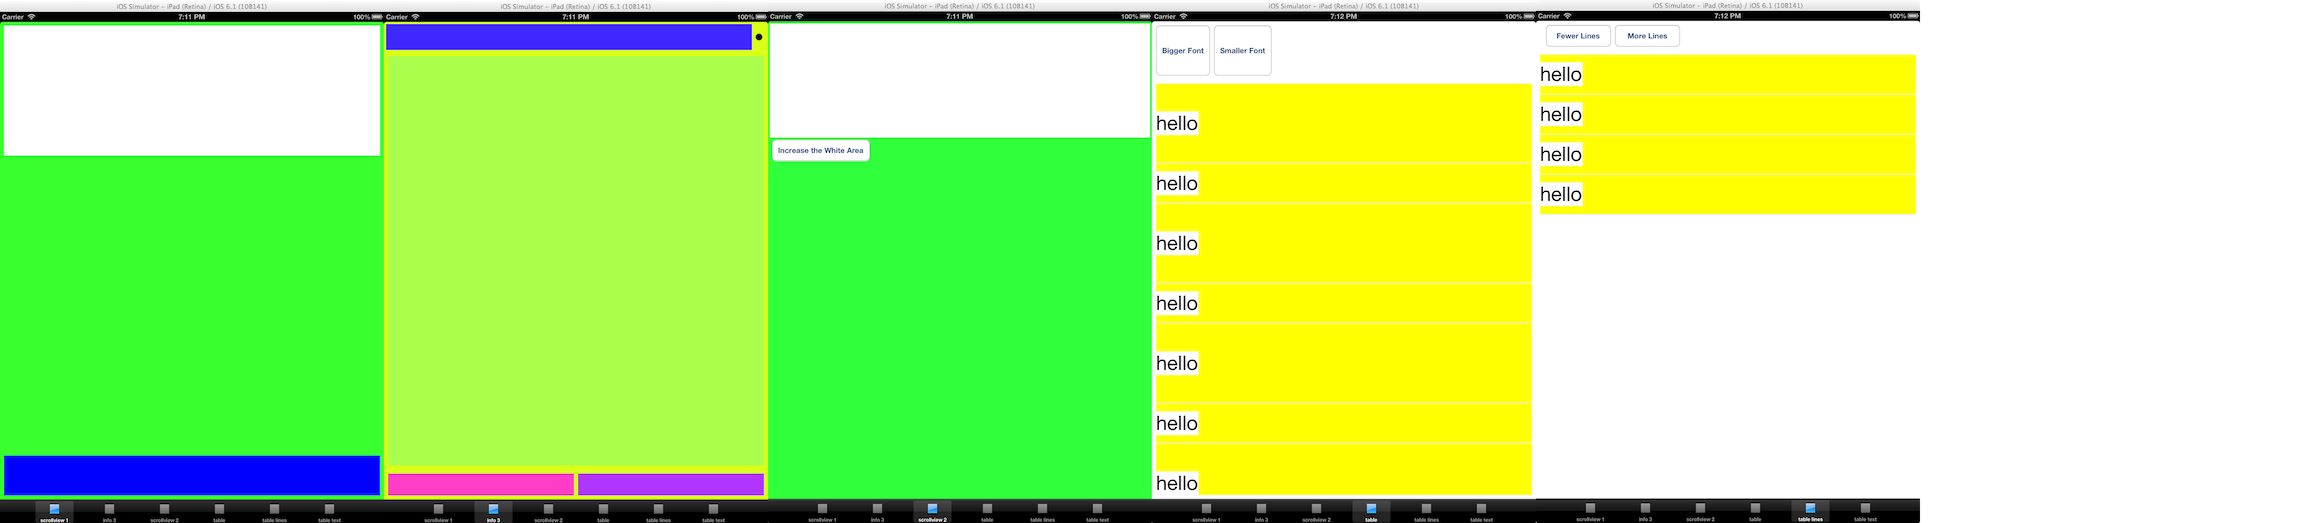 iOS Simulator – iPad (Retina) / iOS 6.1 (10B141)
Carrier 7:11 PM 100%
scrollview 1 info 3 scrollview 2 table table lines table text
iOS Simulator – iPad (Retina) / iOS 6.1 (10B141)
Carrier 7:11 PM 100%
scrollview 1 info 3 scrollview 2 table table lines table text
iOS Simulator – iPad (Retina) / iOS 6.1 (10B141)
Carrier 7:11 PM 100%
Increase the White Area
scrollview 1 info 3 scrollview 2 table table lines table text
iOS Simulator – iPad (Retina) / iOS 6.1 (10B141)
Carrier 7:12 PM 100%
Bigger Font Smaller Font
hello
hello
hello
hello
hello
hello
hello
scrollview 1 info 3 scrollview 2 table table lines table text
iOS Simulator – iPad (Retina) / iOS 6.1 (10B141)
Carrier 7:12 PM 100%
Fewer Lines More Lines
hello
hello
hello
hello
scrollview 1 info 3 scrollview 2 table table lines table text